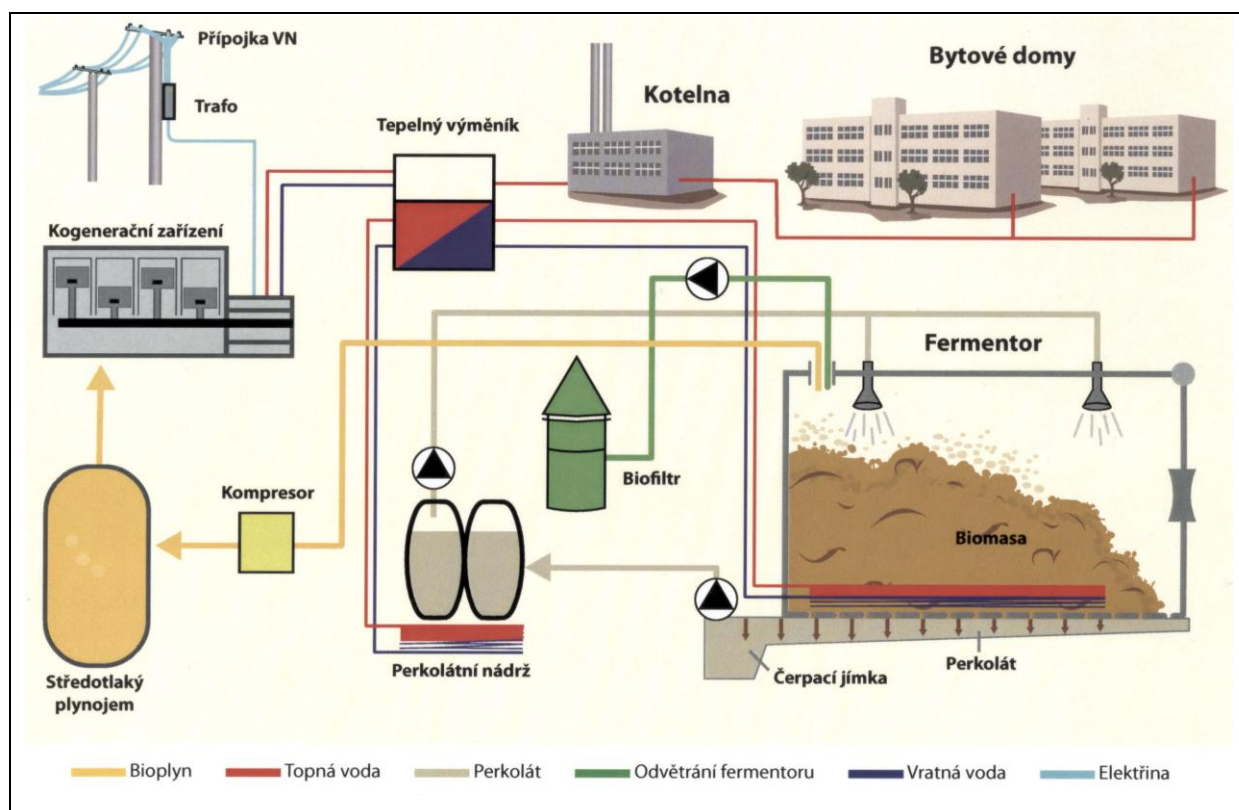 Přípojka VN
Trafo
Tepelný výměník
Kotelna
Bytové domy
Kogenerační zařízení
Fermentor
Kompresor
Biofiltr
Biomasa
Středotlaký
plynojem
Perkolátní nádrž
Čerpací jímka
Perkolát
Bioplyn
Topná voda
Perkolát
Odvětrání fermentoru
Vratná voda
Elektřina